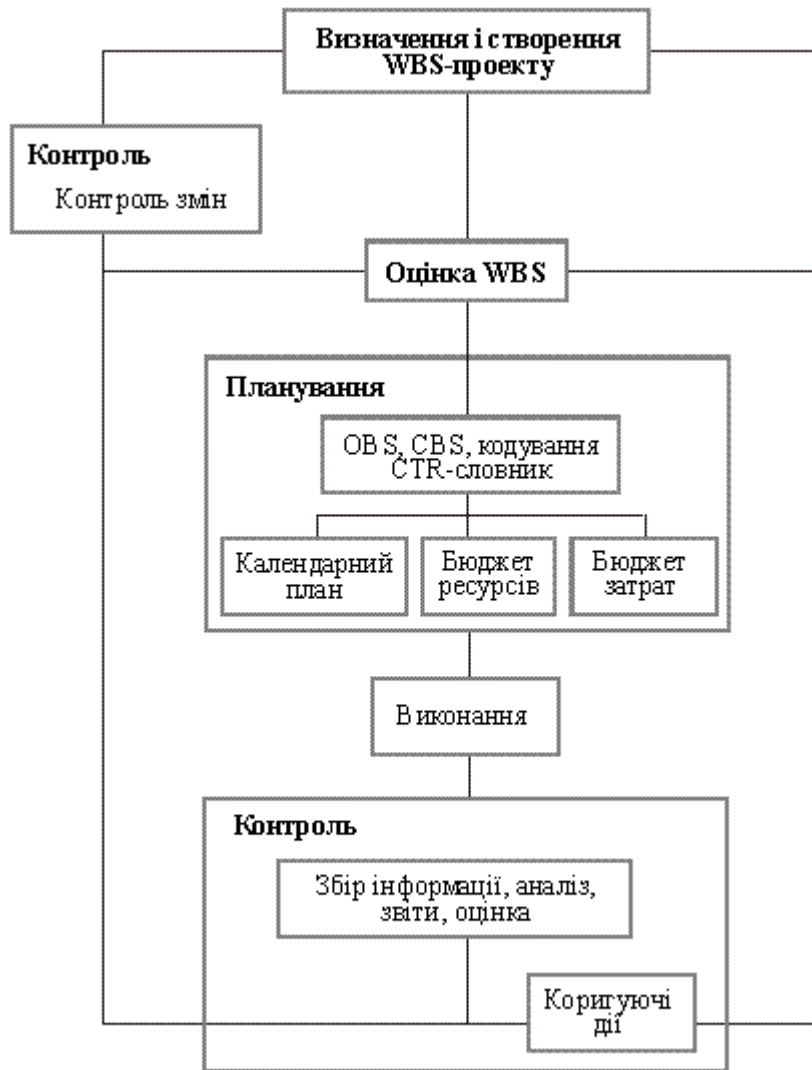 Визначення і створення
WBS-проекту
Контроль
Контроль змін
Оцінка WBS
Планування
OBS, CBS, кодування
CTR-словник
Календарний
план
Бюджет
ресурсів
Бюджет
затрат
Виконання
Контроль
Збір інформації, аналіз,
звіти, оцінка
Коригуючі
дії